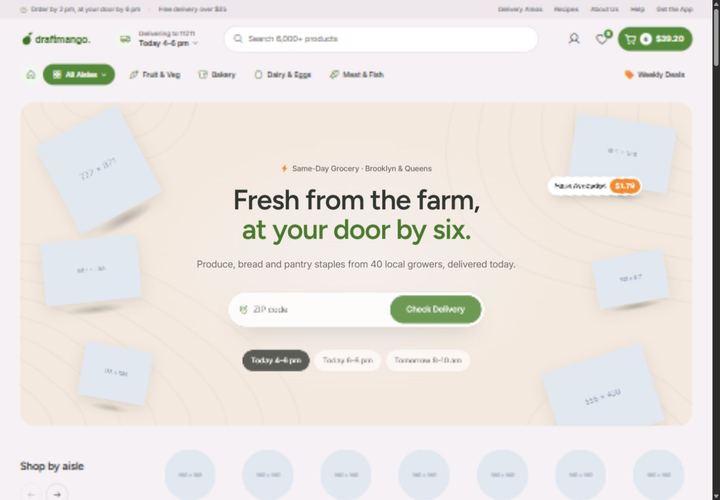 Order by 2 pm, at your door by 6 pm · Free delivery over $35
Delivery Areas Recipes About Us Help Get the App
draftmango.
Delivering to 11211
Today 4–6 pm
Search 6,000+ products
$39.20
All Aisles
Fruit & Veg
Bakery
Dairy & Eggs
Meat & Fish
Weekly Deals
Same-Day Grocery · Brooklyn & Queens
Fresh from the farm,
at your door by six.
Produce, bread and pantry staples from 40 local growers, delivered today.
ZIP code
Check Delivery
Today 4–6 pm
Today 6–8 pm
Tomorrow 8–10 am
$1.79
Shop by aisle